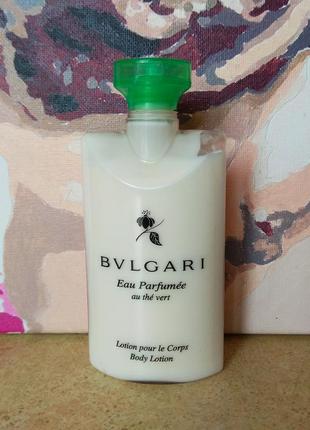 BVLGARI
Eau Parfumée
au thé vert
Lotion pour le Corps
Body Lotion